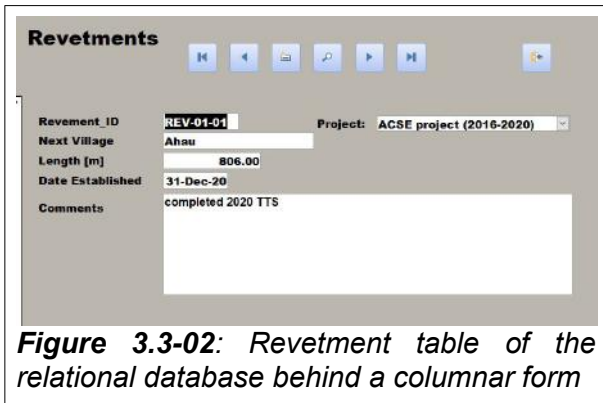 Revetments
Revement_ID REV-01-01 Project: ACSE project (2016-2020)
Next Village Ahau
Length [m] 806.00
Date Established 31-Dec-20
Comments completed 2020 TTS
Figure 3.3-02: Revetment table of the
relational database behind a columnar form